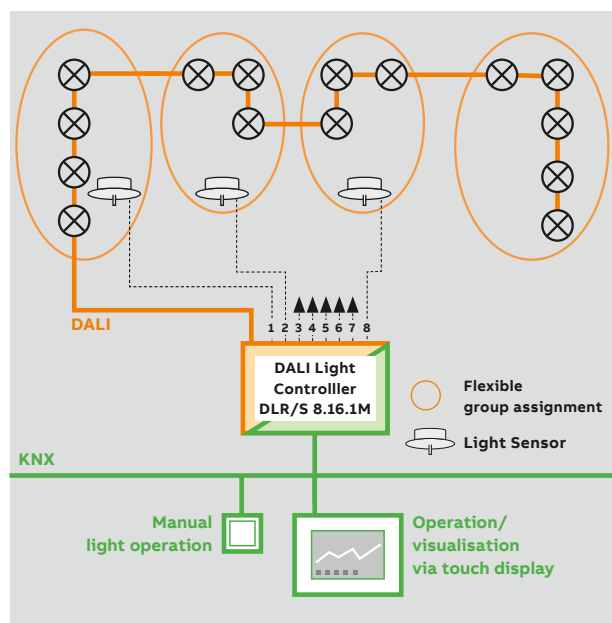 DALI
1 2 3 4 5 6 7 8
DALI Light
Controlller
DLR/S 8.16.1M
Flexible
group assignment
Light Sensor
KNX
Manual
light operation
Operation/
visualisation
via touch display